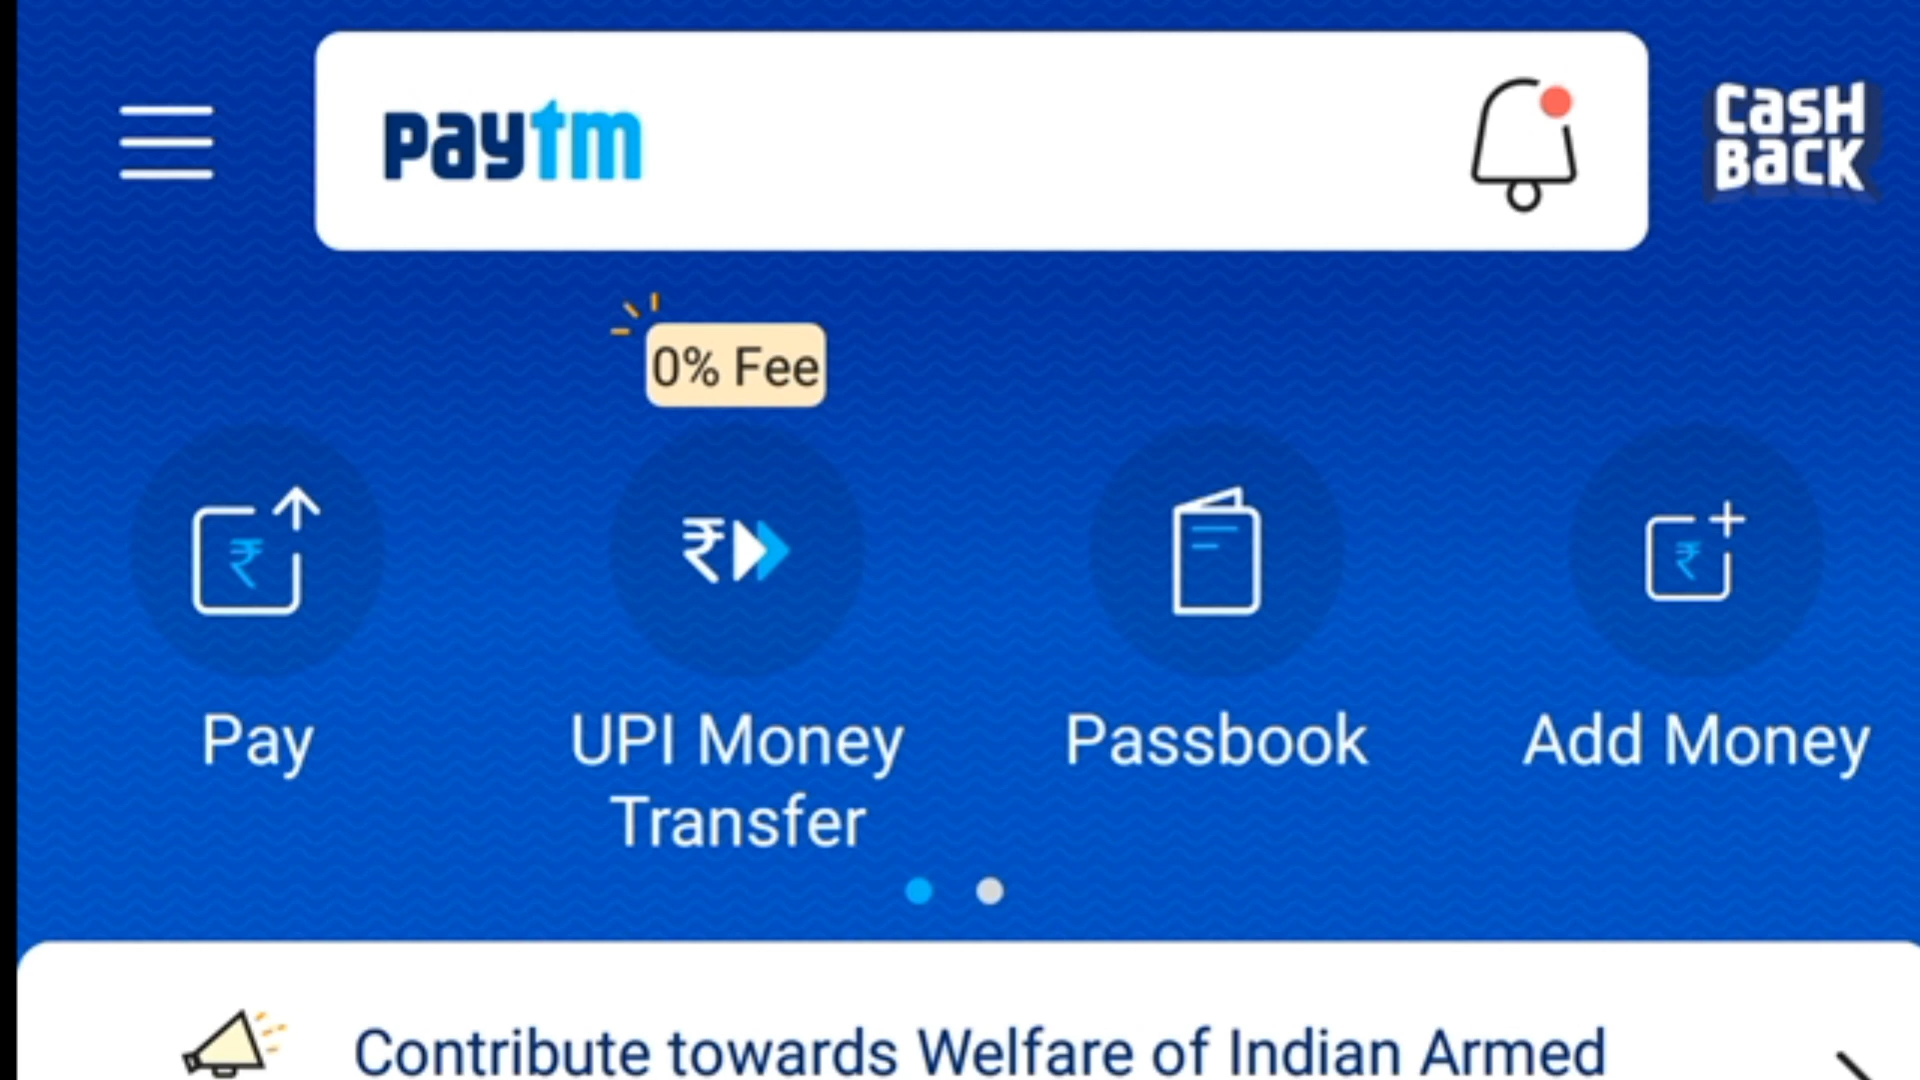 paytm
CasH
BaCK
0% Fee
Pay
UPI Money
Transfer
Passbook
Add Money
Contribute towards Welfare of Indian Armed